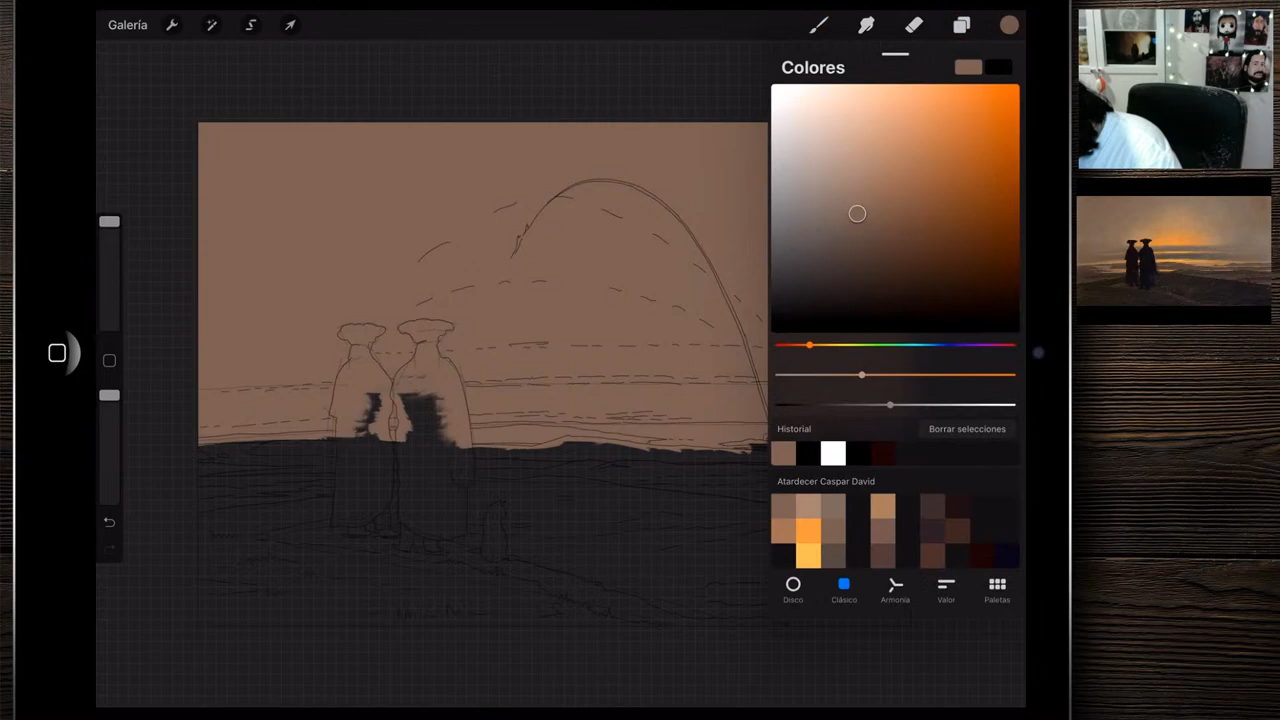 Galería
Colores
Historial
Borrar selecciones
Atardecer Caspar David
Disco
Clásico
Armonía
Valor
Paletas